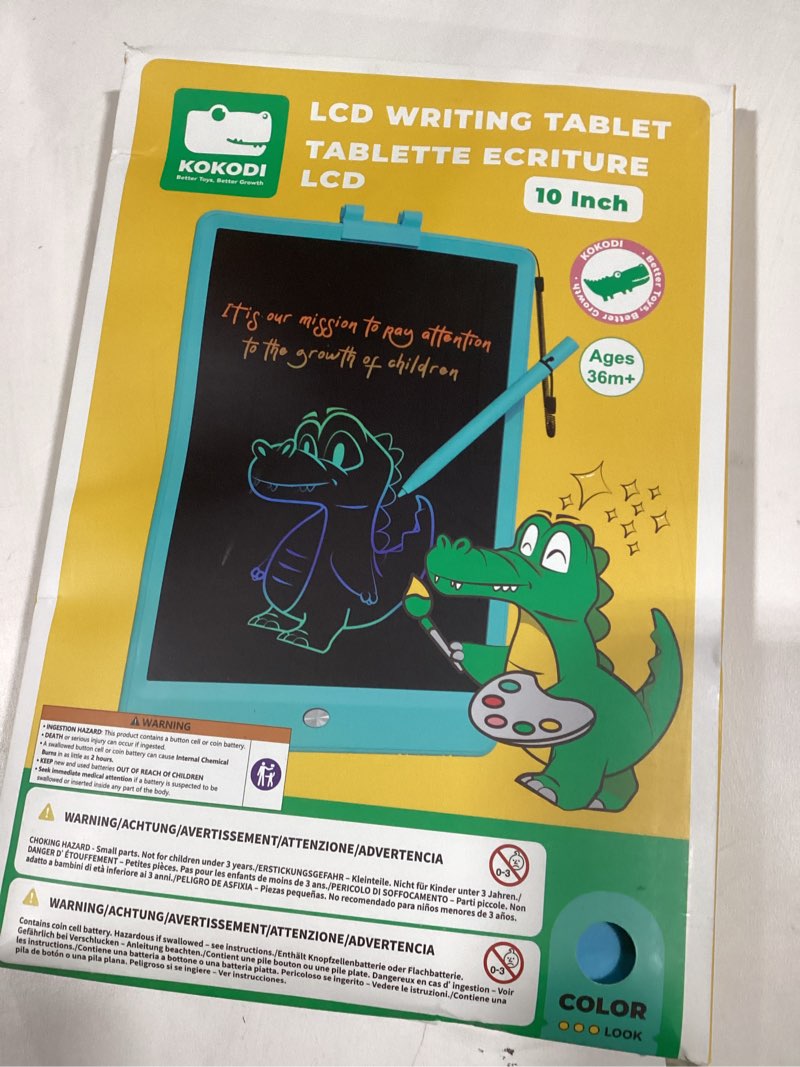 KOKODI
Better Toys, Better Growth
LCD WRITING TABLET
TABLETTE ECRITURE
LCD
10 Inch
KOKODI · Better Toys, Better Growth ·
Ages
36m+
It is our mission to pay attention
to the growth of children
WARNING
• INGESTION HAZARD: This product contains a button cell or coin battery.
• DEATH or serious injury can occur if ingested.
• A swallowed button cell or coin battery can cause Internal Chemical
Burns in as little as 2 hours.
• KEEP new and used batteries OUT OF REACH OF CHILDREN
• Seek immediate medical attention if a battery is suspected to be
swallowed or inserted inside any part of the body.
WARNING/ACHTUNG/AVERTISSEMENT/ATTENZIONE/ADVERTENCIA
CHOKING HAZARD - Small parts. Not for children under 3 years./ERSTICKUNGSGEFAHR – Kleinteile. Nicht für Kinder unter 3 Jahren./
DANGER D' ÉTOUFFEMENT – Petites pièces. Pas pour les enfants de moins de 3 ans./PERICOLO DI SOFFOCAMENTO – Parti piccole. Non
adatto a bambini di età inferiore ai 3 anni./PELIGRO DE ASFIXIA – Piezas pequeñas. No recomendado para niños menores de 3 años.
0-3
WARNING/ACHTUNG/AVERTISSEMENT/ATTENZIONE/ADVERTENCIA
Contains coin cell battery. Hazardous if swallowed – see instructions./Enthält Knopfzellenbatterie oder Flachbatterie.
Gefährlich bei Verschlucken – Anleitung beachten./Contient une pile bouton ou une pile plate. Dangereux en cas d' ingestion – Voir
les instructions./Contiene una batteria a bottone o una batteria piatta. Pericoloso se ingerito – Vedere le istruzioni./Contiene una
pila de botón o una pila plana. Peligroso si se ingiere – Ver instrucciones.
0-3
COLOR
LOOK